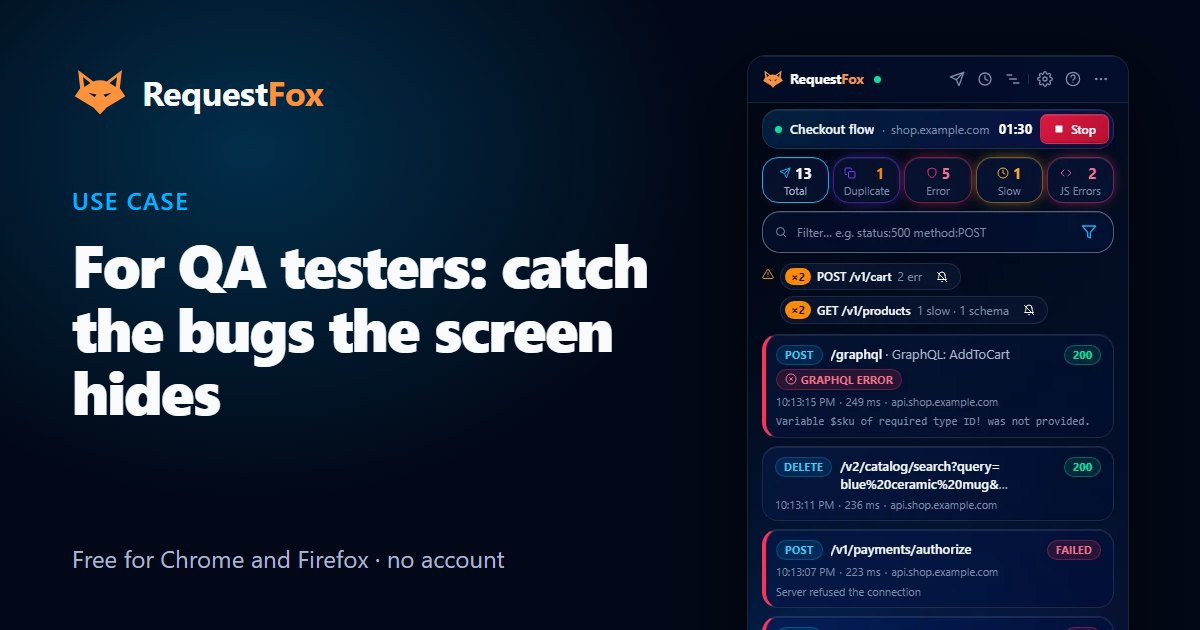 RequestFox
USE CASE
For QA testers: catch
the bugs the screen
hides
Free for Chrome and Firefox · no account
RequestFox
Checkout flow · shop.example.com 01:30 Stop
13 Total
1 Duplicate
5 Error
1 Slow
2 JS Errors
Filter... e.g. status:500 method:POST
×2 POST /v1/cart 2 err
×2 GET /v1/products 1 slow · 1 schema
POST /graphql · GraphQL: AddToCart 200
GRAPHQL ERROR
10:13:15 PM · 249 ms · api.shop.example.com
Variable $sku of required type ID! was not provided.
DELETE /v2/catalog/search?query= 200
blue%20ceramic%20mug&...
10:13:11 PM · 236 ms · api.shop.example.com
POST /v1/payments/authorize FAILED
10:13:07 PM · 223 ms · api.shop.example.com
Server refused the connection